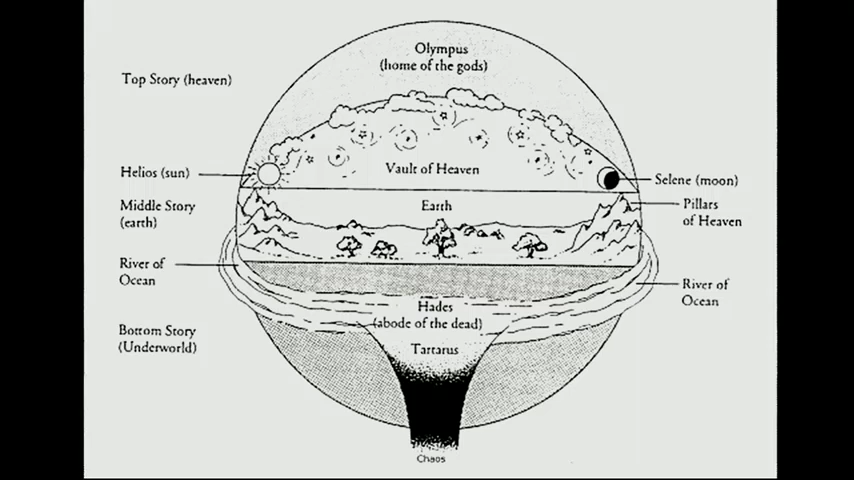 Olympus
(home of the gods)
Top Story (heaven)
Vault of Heaven
Helios (sun)
Selene (moon)
Middle Story
(earth)
Earth
Pillars
of Heaven
River of
Ocean
River of
Ocean
Hades
(abode of the dead)
Bottom Story
(Underworld)
Tartarus
Chaos